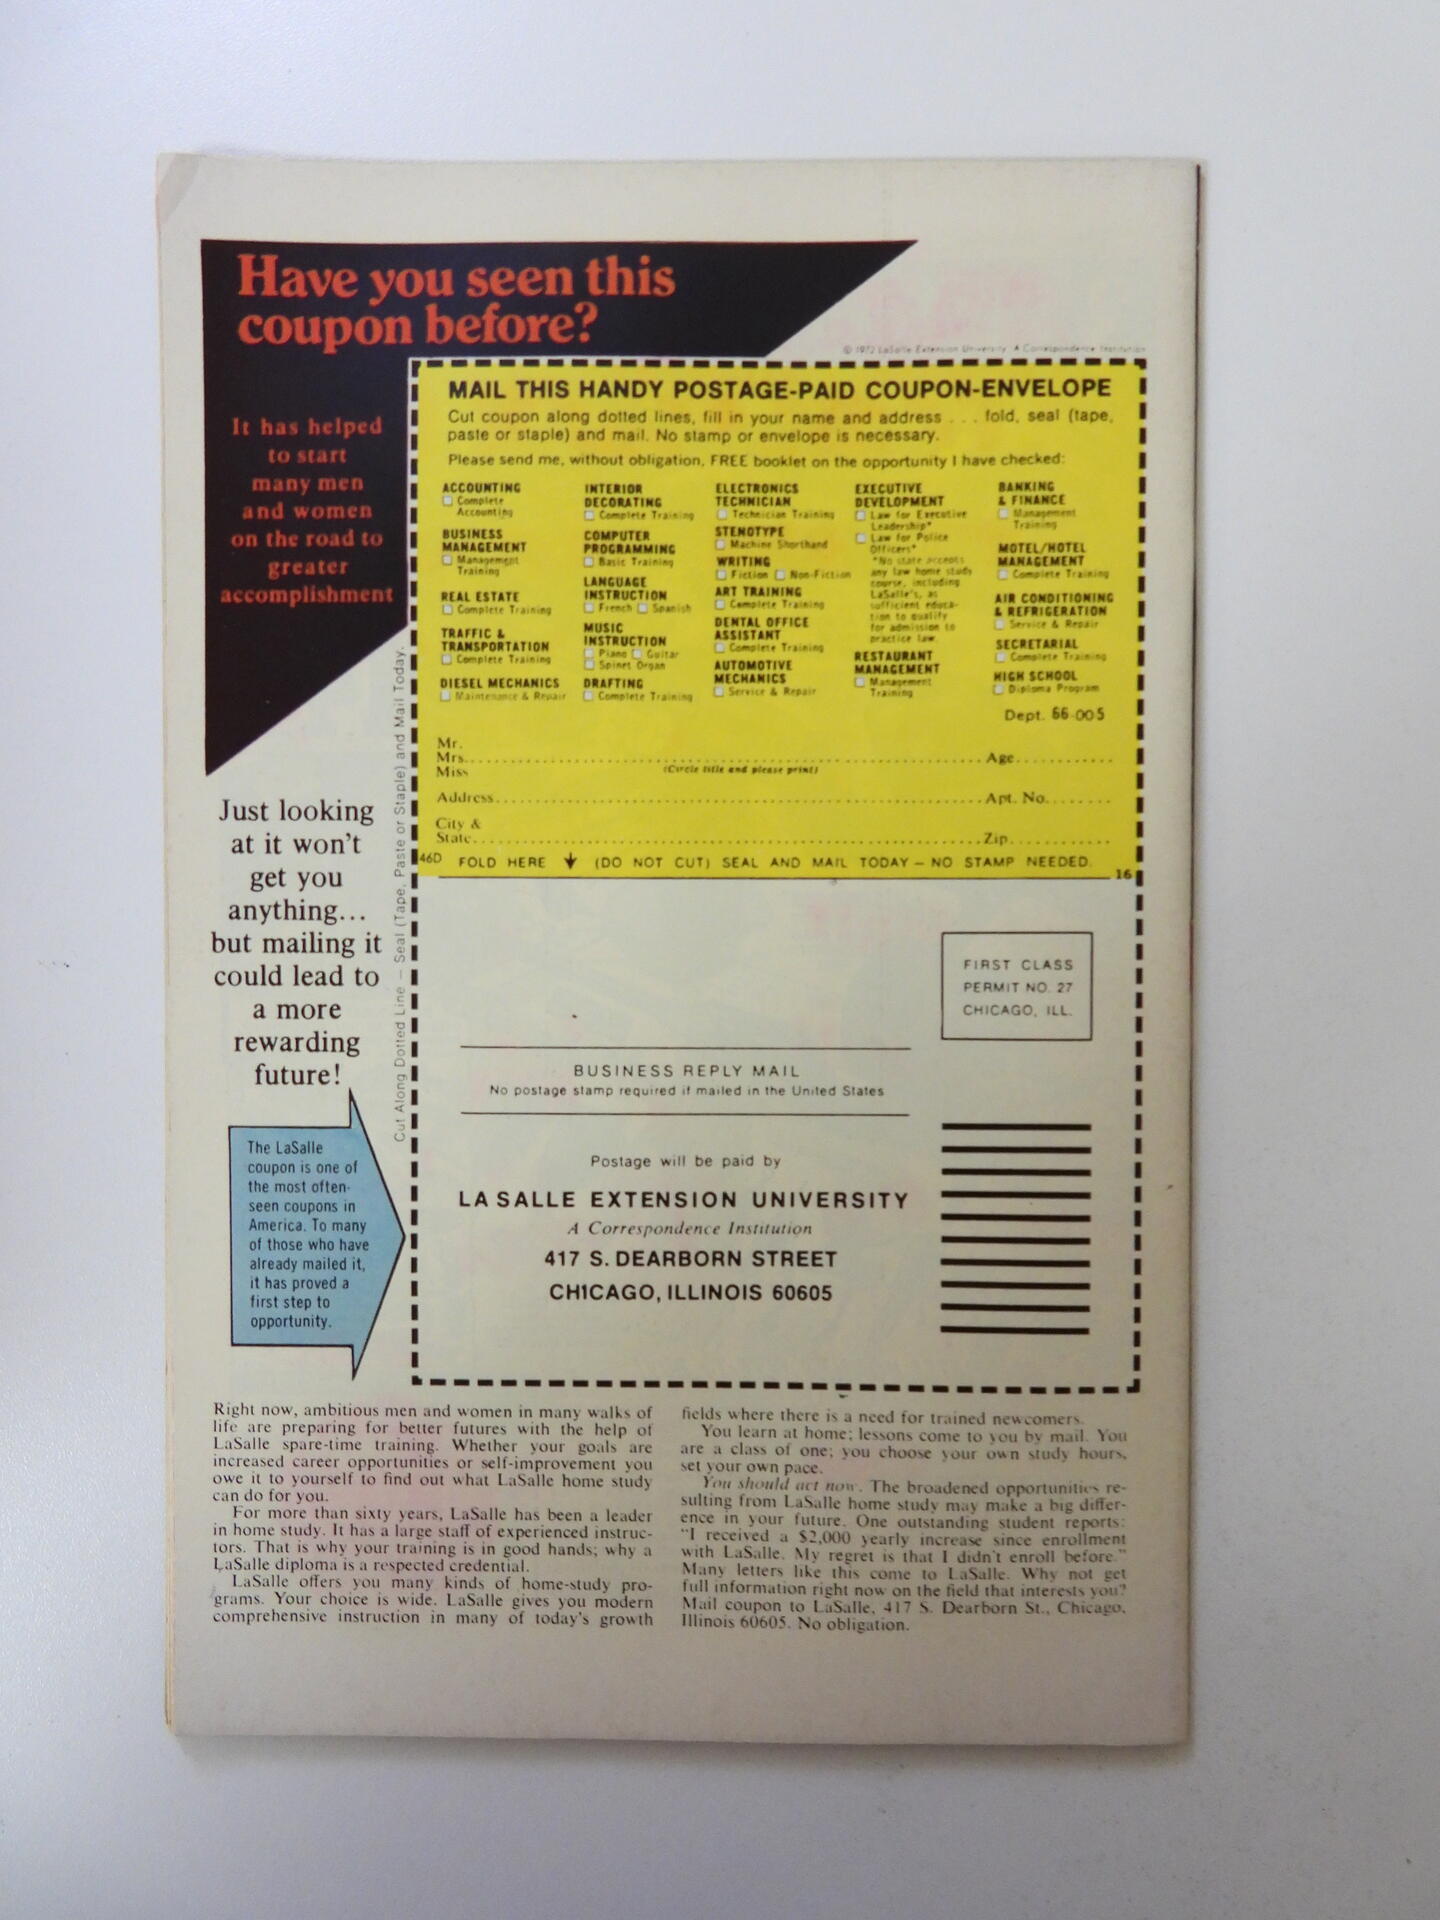 Have you seen this
coupon before?
© 1972 LaSalle Extension University A Correspondence Institution
It has helped
to start
many men
and women
on the road to
greater
accomplishment
MAIL THIS HANDY POSTAGE-PAID COUPON-ENVELOPE
Cut coupon along dotted lines, fill in your name and address . . . fold, seal (tape,
paste or staple) and mail. No stamp or envelope is necessary.
Please send me, without obligation, FREE booklet on the opportunity I have checked:
ACCOUNTING
Complete
Accounting
BUSINESS
MANAGEMENT
Management
Training
REAL ESTATE
Complete Training
TRAFFIC &
TRANSPORTATION
Complete Training
DIESEL MECHANICS
Maintenance & Repair
INTERIOR
DECORATING
Complete Training
COMPUTER
PROGRAMMING
Basic Training
LANGUAGE
INSTRUCTION
French Spanish
MUSIC
INSTRUCTION
Piano Guitar
Spinet Organ
DRAFTING
Complete Training
ELECTRONICS
TECHNICIAN
Technician Training
STENOTYPE
Machine Shorthand
WRITING
Fiction Non-Fiction
ART TRAINING
Complete Training
DENTAL OFFICE
ASSISTANT
Complete Training
AUTOMOTIVE
MECHANICS
Service & Repair
EXECUTIVE
DEVELOPMENT
Law for Executive
Leadership*
Law for Police
Officers*
*No state accepts
any law home study
course, including
LaSalle's, as
sufficient educa-
tion to qualify
for admission to
practice law.
RESTAURANT
MANAGEMENT
Management
Training
BANKING
& FINANCE
Management
Training
MOTEL/HOTEL
MANAGEMENT
Complete Training
AIR CONDITIONING
& REFRIGERATION
Service & Repair
SECRETARIAL
Complete Training
HIGH SCHOOL
Diploma Program
Dept. 66-005
Mr.
Mrs. Age
Miss (Circle title and please print)
Address Apt. No.
City &
State Zip
46D FOLD HERE (DO NOT CUT) SEAL AND MAIL TODAY — NO STAMP NEEDED.
16
Cut Along Dotted Line — Seal (Tape, Paste or Staple) and Mail Today.
Just looking
at it won't
get you
anything...
but mailing it
could lead to
a more
rewarding
future!
The LaSalle
coupon is one of
the most often-
seen coupons in
America. To many
of those who have
already mailed it,
it has proved a
first step to
opportunity.
FIRST CLASS
PERMIT NO. 27
CHICAGO, ILL.
BUSINESS REPLY MAIL
No postage stamp required if mailed in the United States
Postage will be paid by
LA SALLE EXTENSION UNIVERSITY
A Correspondence Institution
417 S. DEARBORN STREET
CHICAGO, ILLINOIS 60605
Right now, ambitious men and women in many walks of
life are preparing for better futures with the help of
LaSalle spare-time training. Whether your goals are
increased career opportunities or self-improvement you
owe it to yourself to find out what LaSalle home study
can do for you.
For more than sixty years, LaSalle has been a leader
in home study. It has a large staff of experienced instruc-
tors. That is why your training is in good hands; why a
LaSalle diploma is a respected credential.
LaSalle offers you many kinds of home-study pro-
grams. Your choice is wide. LaSalle gives you modern
comprehensive instruction in many of today's growth
fields where there is a need for trained newcomers.
You learn at home; lessons come to you by mail. You
are a class of one; you choose your own study hours,
set your own pace.
You should act now. The broadened opportunities re-
sulting from LaSalle home study may make a big differ-
ence in your future. One outstanding student reports:
"I received a $2,000 yearly increase since enrollment
with LaSalle. My regret is that I didn't enroll before."
Many letters like this come to LaSalle. Why not get
full information right now on the field that interests you?
Mail coupon to LaSalle, 417 S. Dearborn St., Chicago,
Illinois 60605. No obligation.